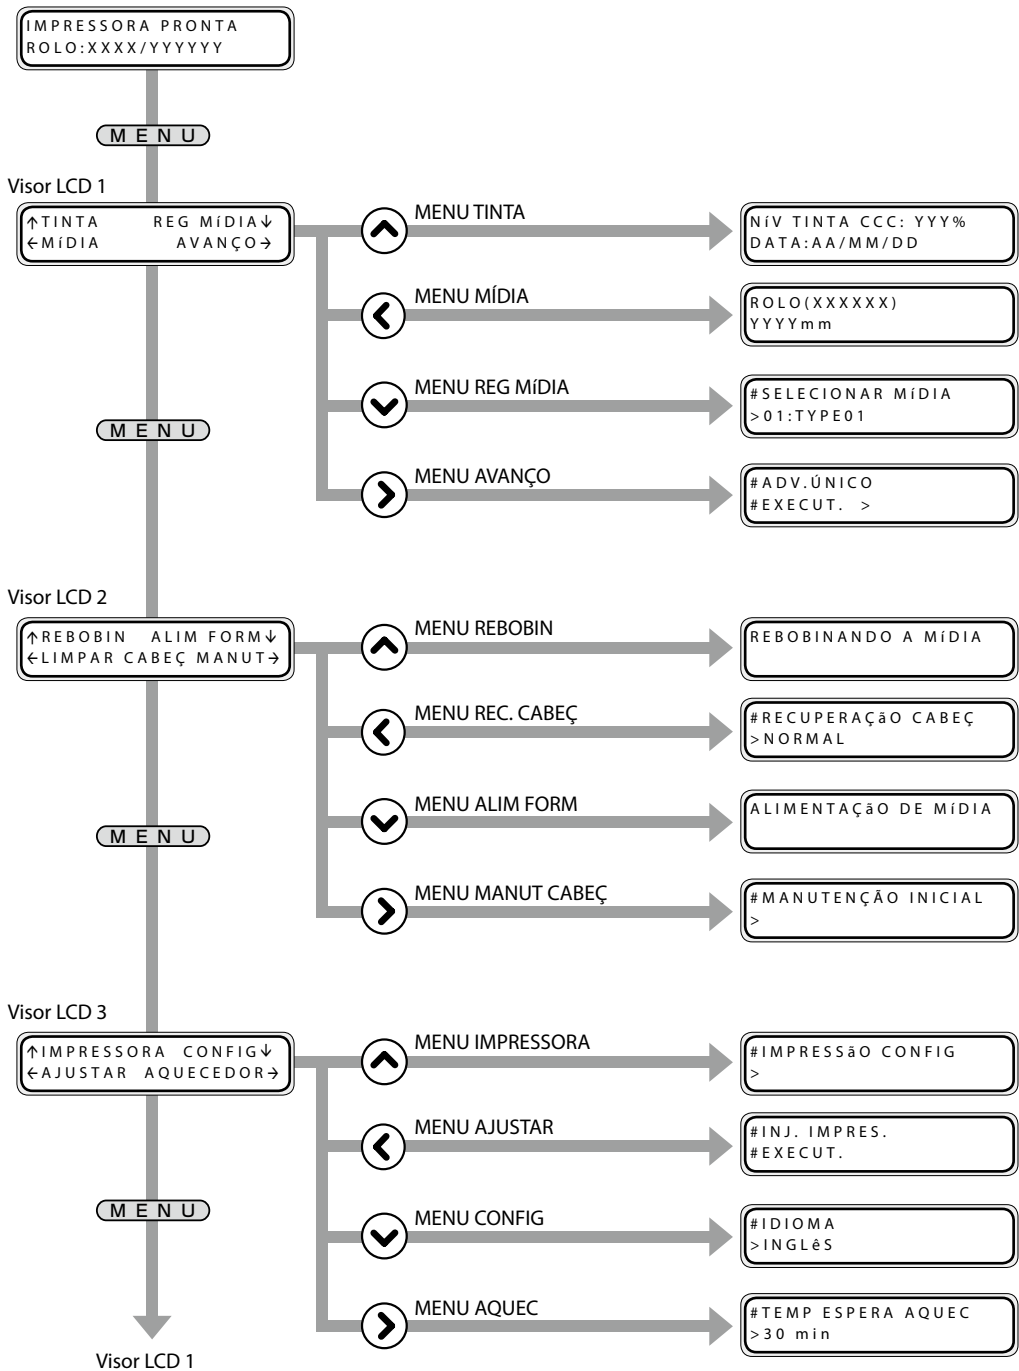 IMPRESSORA PRONTA
ROLO:XXXX/YYYYYY
MENU
Visor LCD 1
↑TINTA REG MíDIA↓
←MíDIA AVANÇO→
MENU TINTA
NíV TINTA CCC: YYY%
DATA:AA/MM/DD
MENU MÍDIA
ROLO(XXXXXX)
YYYYmm
MENU REG MíDIA
#SELECIONAR MíDIA
>01:TYPE01
MENU
MENU AVANÇO
#ADV.ÚNICO
#EXECUT. >
Visor LCD 2
↑REBOBIN ALIM FORM↓
←LIMPAR CABEÇ MANUT→
MENU REBOBIN
REBOBINANDO A MíDIA
MENU REC. CABEÇ
#RECUPERAÇãO CABEÇ
>NORMAL
MENU ALIM FORM
ALIMENTAÇãO DE MíDIA
MENU
MENU MANUT CABEÇ
#MANUTENÇÃO INICIAL
>
Visor LCD 3
↑IMPRESSORA CONFIG↓
←AJUSTAR AQUECEDOR→
MENU IMPRESSORA
#IMPRESSãO CONFIG
>
MENU AJUSTAR
#INJ. IMPRES.
#EXECUT.
MENU
MENU CONFIG
#IDIOMA
>INGLêS
MENU AQUEC
#TEMP ESPERA AQUEC
>30 min
Visor LCD 1